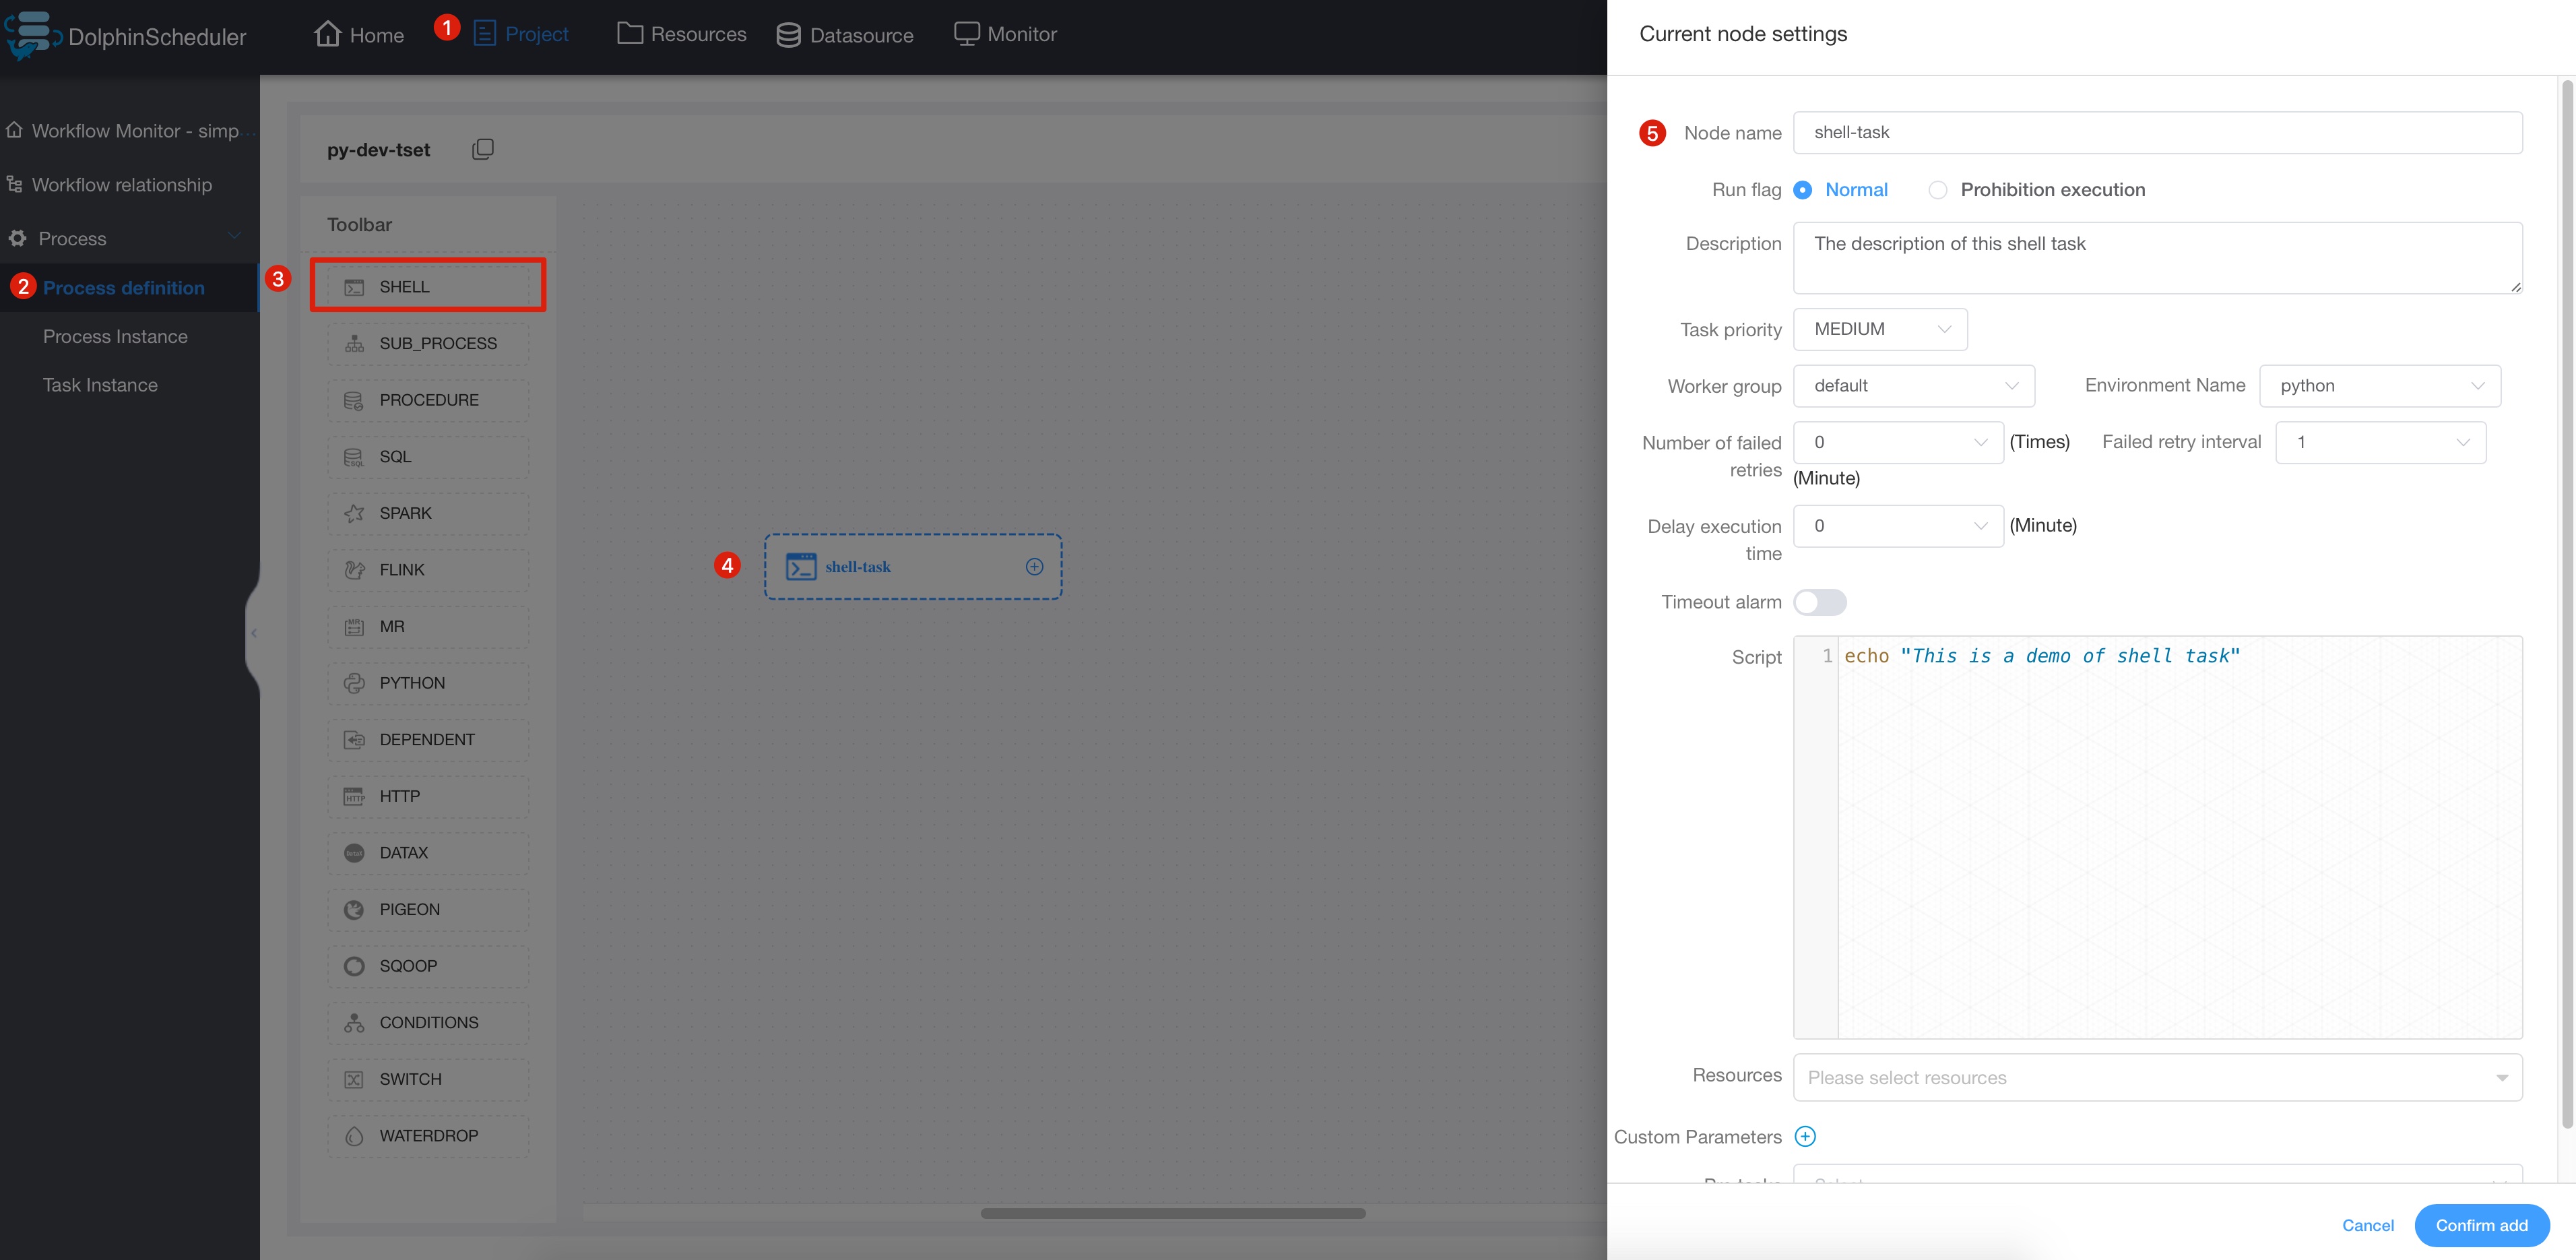 DolphinScheduler
Home
1
Project
Resources
Datasource
Monitor
Workflow Monitor - simp...
Workflow relationship
Process
2
Process definition
Process Instance
Task Instance
py-dev-tset
Toolbar
3
SHELL
SUB_PROCESS
PROCEDURE
SQL
SPARK
FLINK
MR
PYTHON
DEPENDENT
HTTP
DATAX
PIGEON
SQOOP
CONDITIONS
SWITCH
WATERDROP
4
shell-task
Current node settings
5
Node name
shell-task
Run flag
Normal
Prohibition execution
Description
The description of this shell task
Task priority
MEDIUM
Worker group
default
Environment Name
python
Number of failed
retries
0
(Times)
Failed retry interval
1
(Minute)
Delay execution
time
0
(Minute)
Timeout alarm
Script
1 echo "This is a demo of shell task"
Resources
Please select resources
Custom Parameters
Cancel
Confirm add